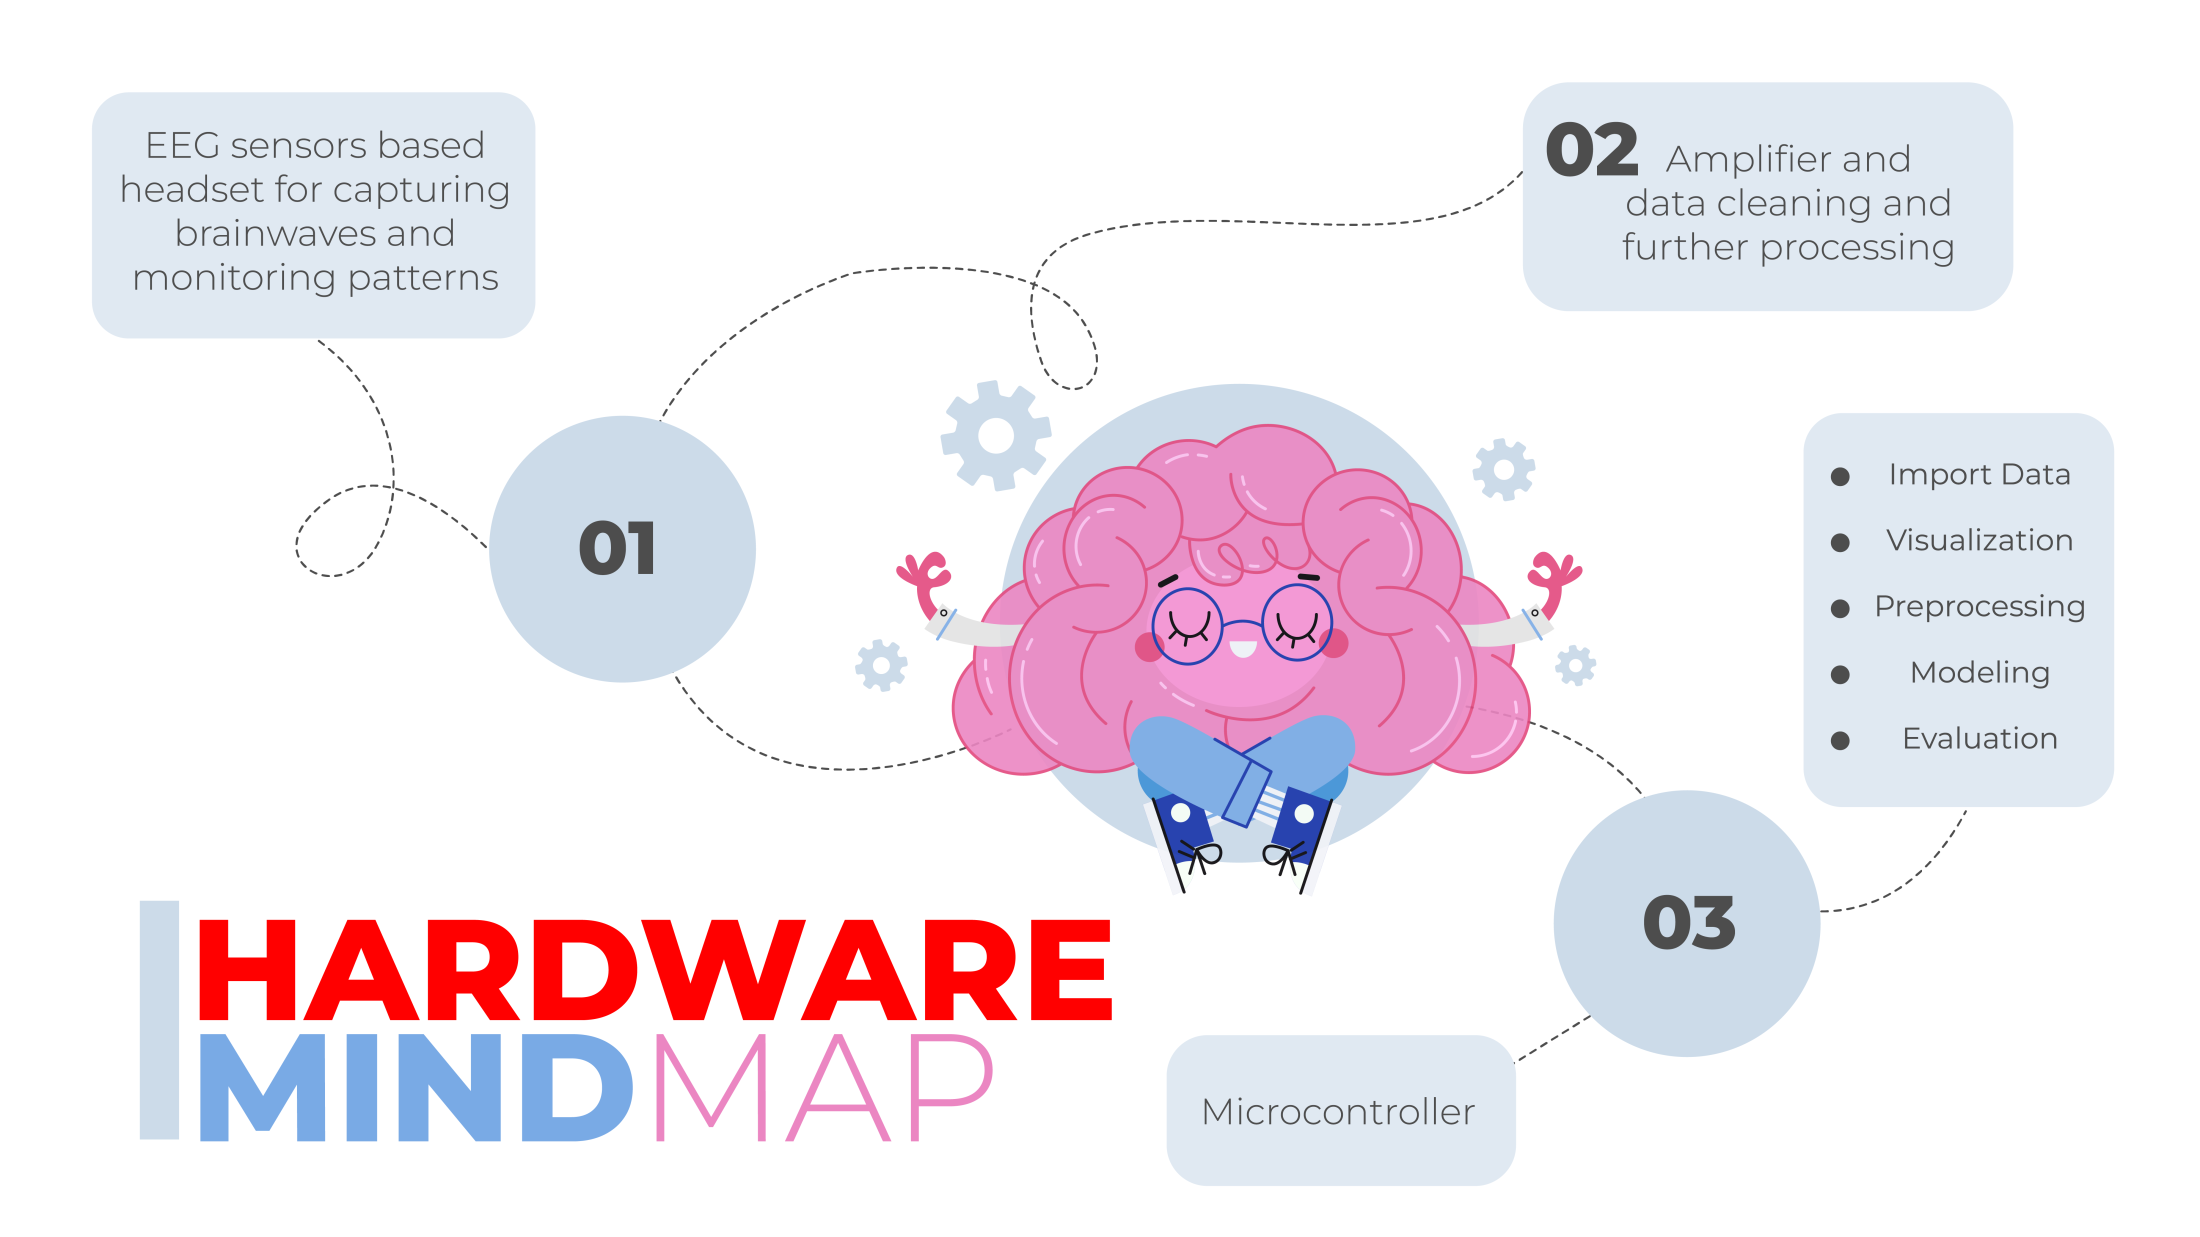 EEG sensors based
headset for capturing
brainwaves and
monitoring patterns
01
02 Amplifier and
data cleaning and
further processing
● Import Data
● Visualization
● Preprocessing
● Modeling
● Evaluation
03
Microcontroller
HARDWARE
MINDMAP